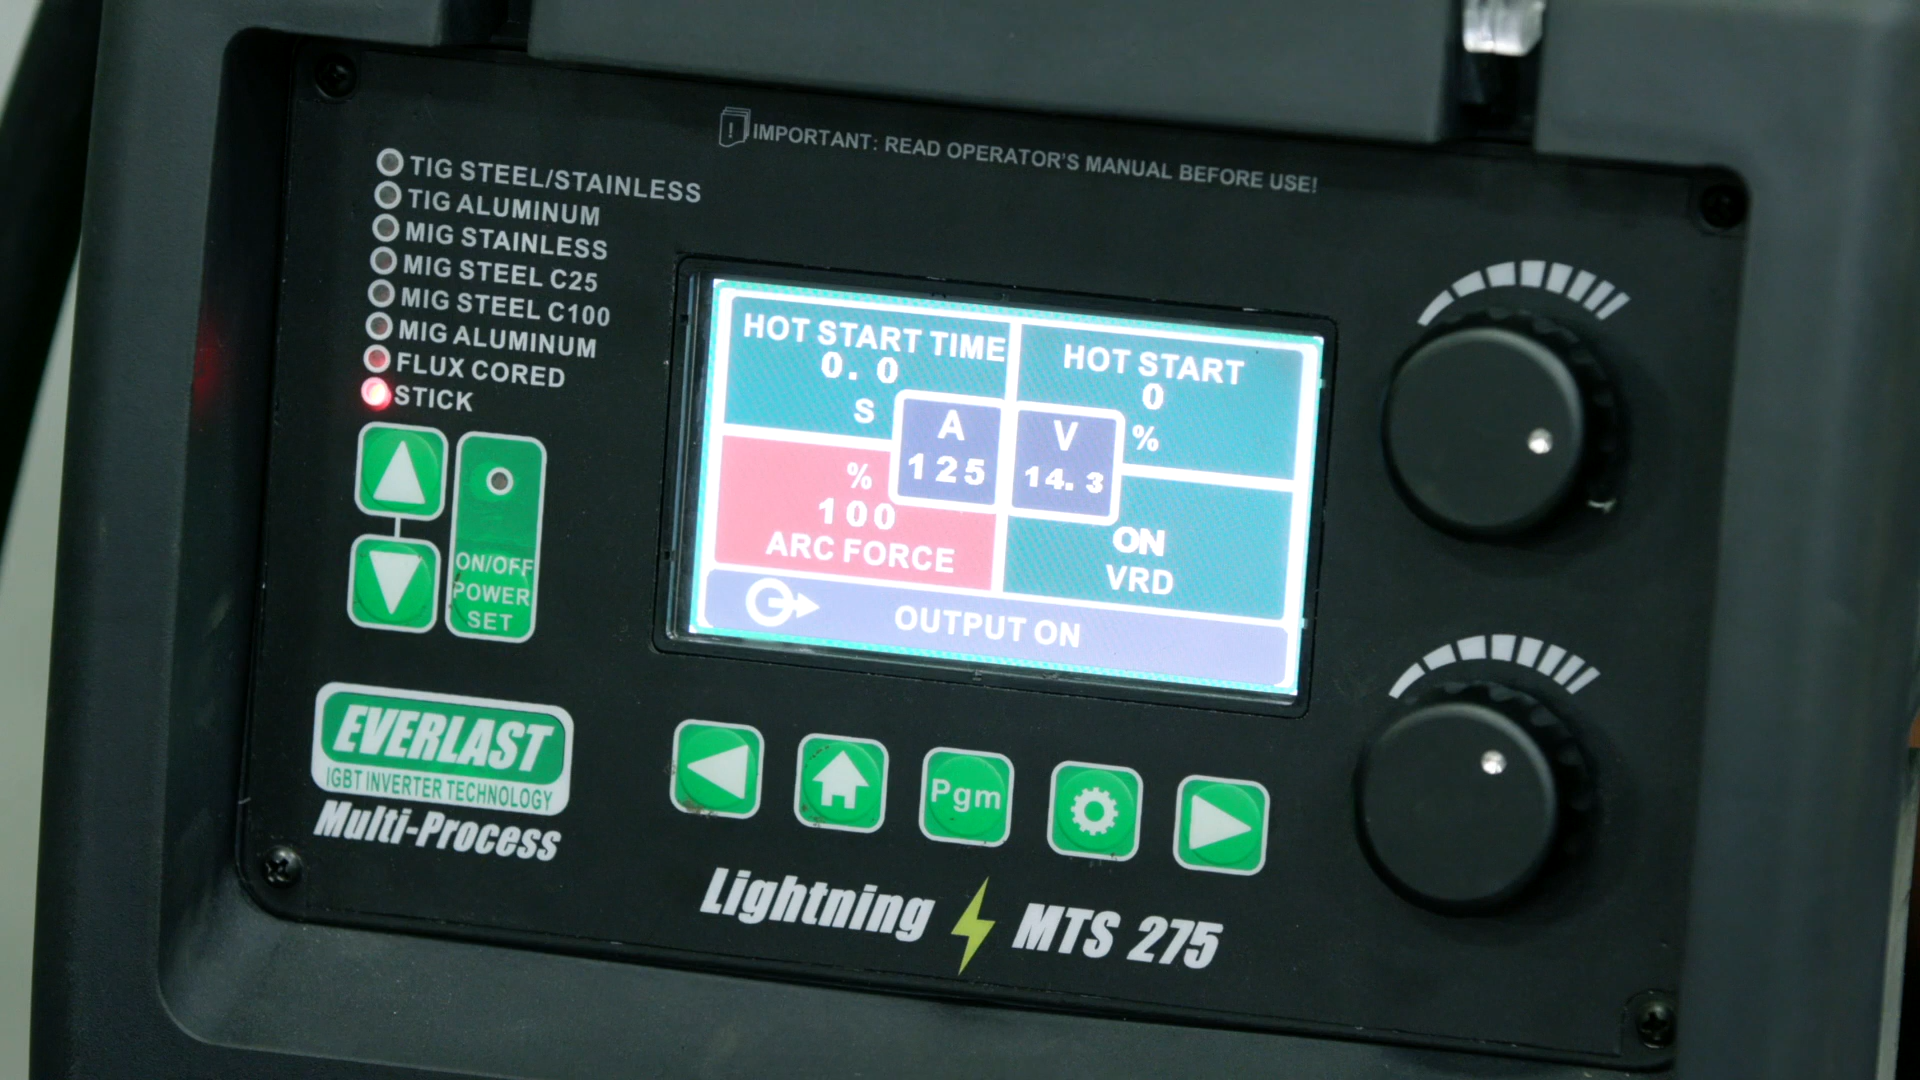 IMPORTANT: READ OPERATOR'S MANUAL BEFORE USE!
TIG STEEL/STAINLESS
TIG ALUMINUM
MIG STAINLESS
MIG STEEL C25
MIG STEEL C100
MIG ALUMINUM
FLUX CORED
STICK
ON/OFF
POWER
SET
HOT START TIME
0.0
S
HOT START
0
%
A
125
V
14.3
%
100
ARC FORCE
ON
VRD
OUTPUT ON
EVERLAST
IGBT INVERTER TECHNOLOGY
Multi-Process
Pgm
Lightning MTS 275